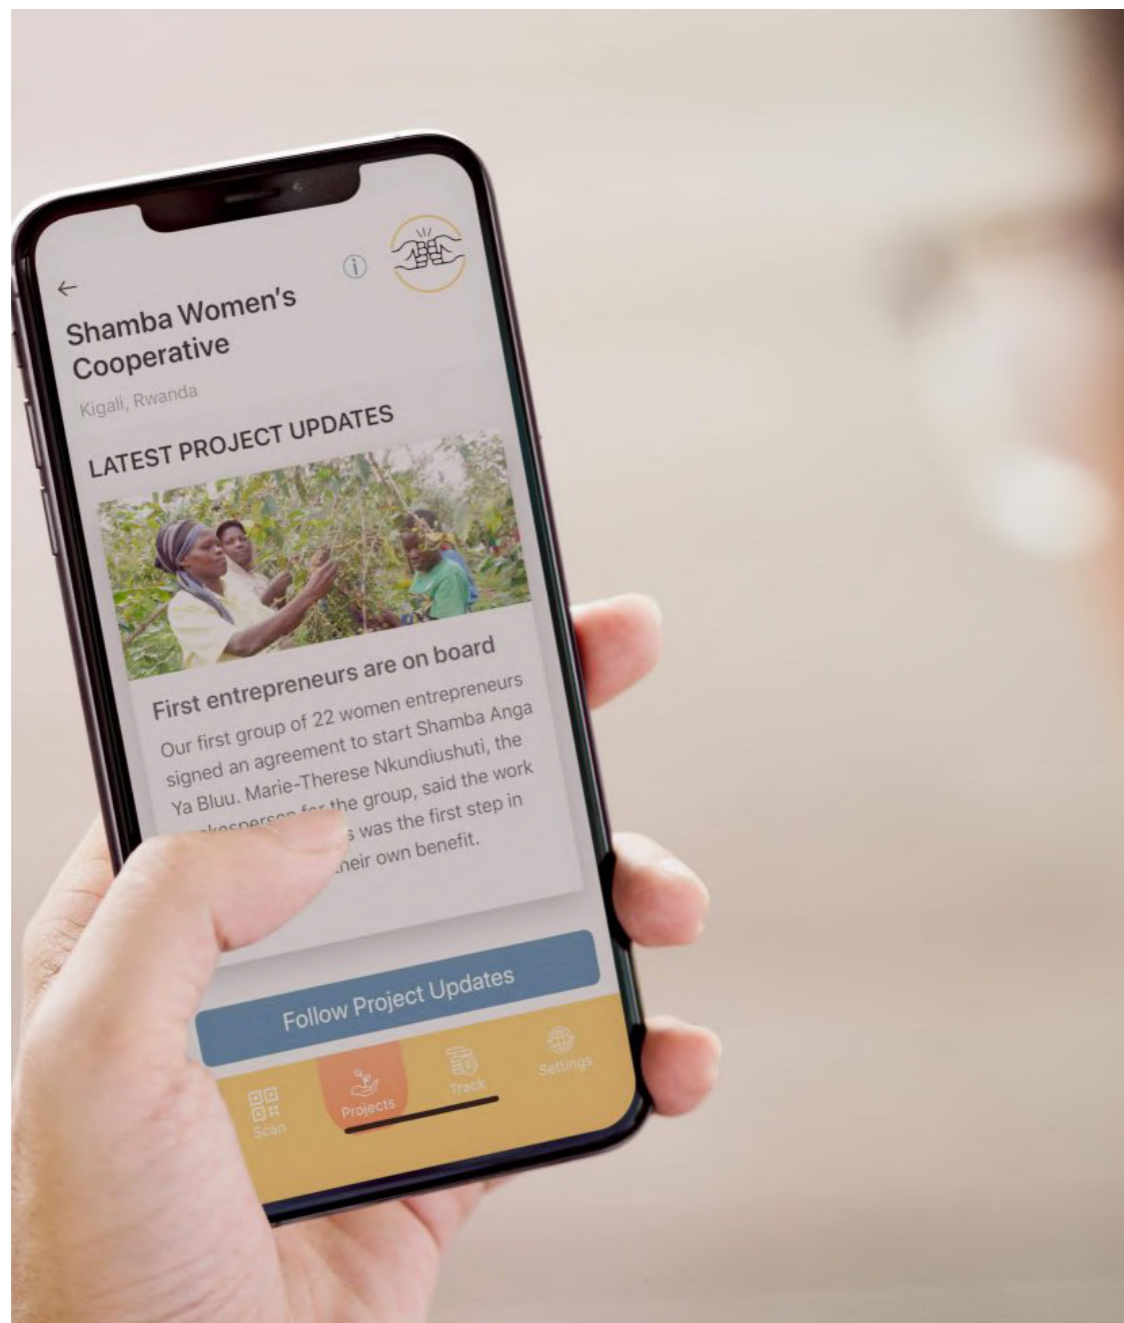 Shamba Women's
Cooperative
Kigali, Rwanda
LATEST PROJECT UPDATES
First entrepreneurs are on board
Our first group of 22 women entrepreneurs
signed an agreement to start Shamba Anga
Ya Bluu. Marie-Therese Nkundiushuti, the
for the group, said the work
was the first step in
own benefit.
Follow Project Updates
Scan
Projects
Track
Settings